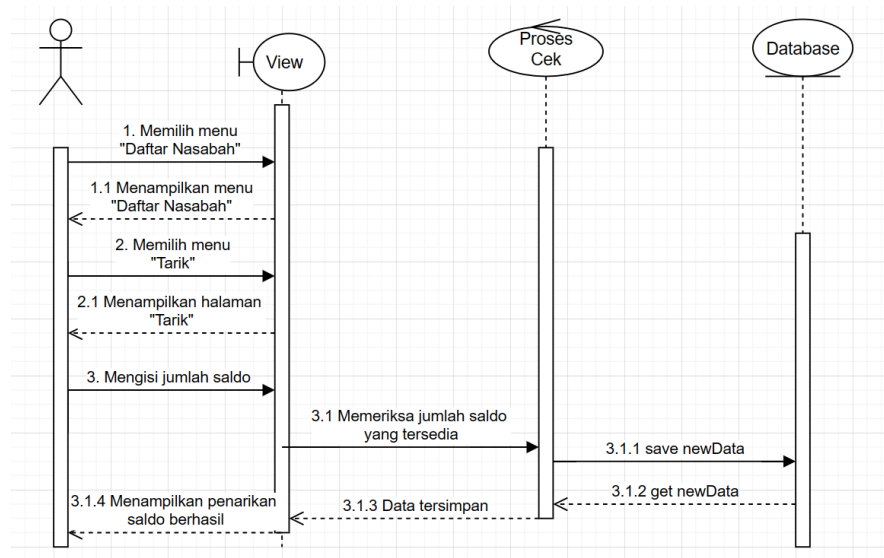 View
Proses
Cek
Database
1. Memilih menu
"Daftar Nasabah"
1.1 Menampilkan menu
"Daftar Nasabah"
2. Memilih menu
"Tarik"
2.1 Menampilkan halaman
"Tarik"
3. Mengisi jumlah saldo
3.1 Memeriksa jumlah saldo
yang tersedia
3.1.1 save newData
3.1.2 get newData
3.1.3 Data tersimpan
3.1.4 Menampilkan penarikan
saldo berhasil